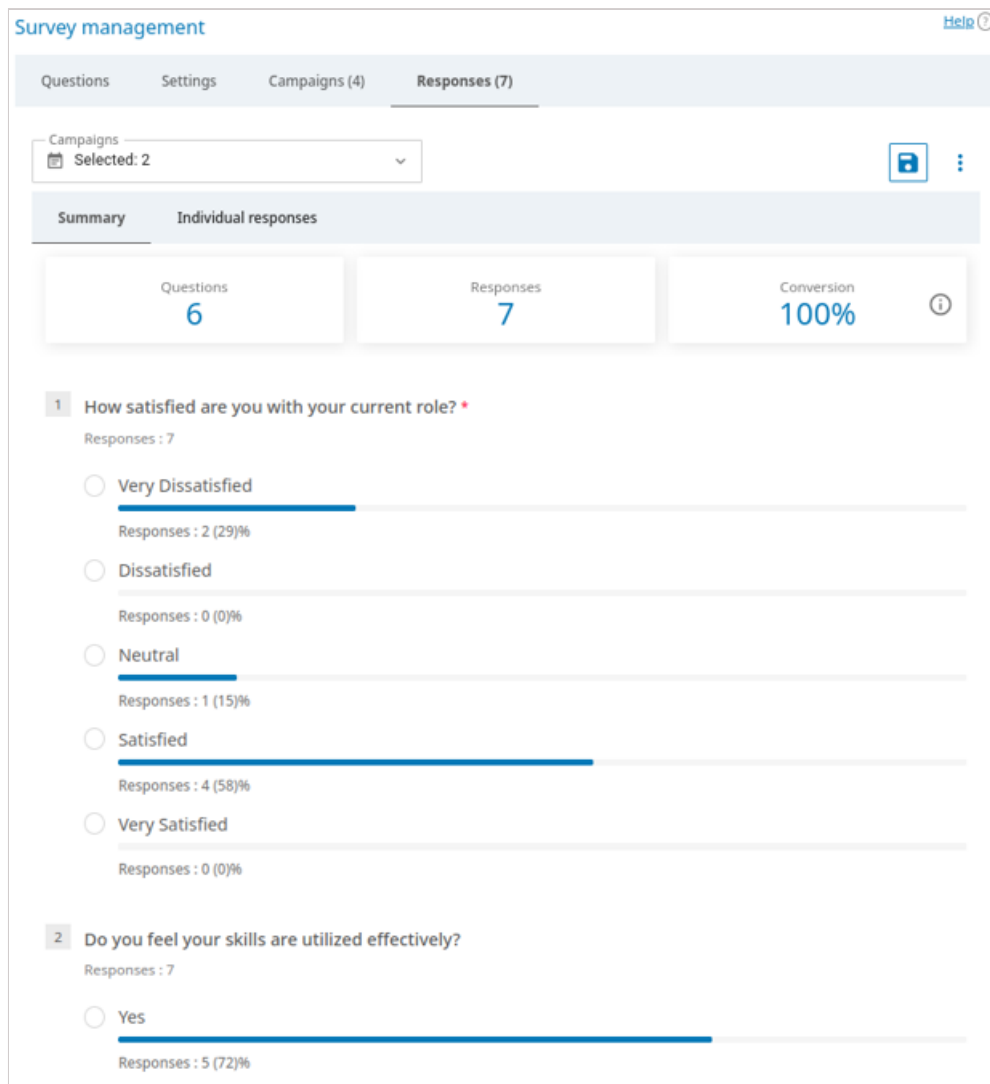 Survey management
Help
Questions Settings Campaigns (4) Responses (7)
Campaigns
Selected: 2
Summary Individual responses
Questions Responses Conversion
6 7 100%
1 How satisfied are you with your current role? *
Responses : 7
Very Dissatisfied
Responses : 2 (29)%
Dissatisfied
Responses : 0 (0)%
Neutral
Responses : 1 (15)%
Satisfied
Responses : 4 (58)%
Very Satisfied
Responses : 0 (0)%
2 Do you feel your skills are utilized effectively?
Responses : 7
Yes
Responses : 5 (72)%